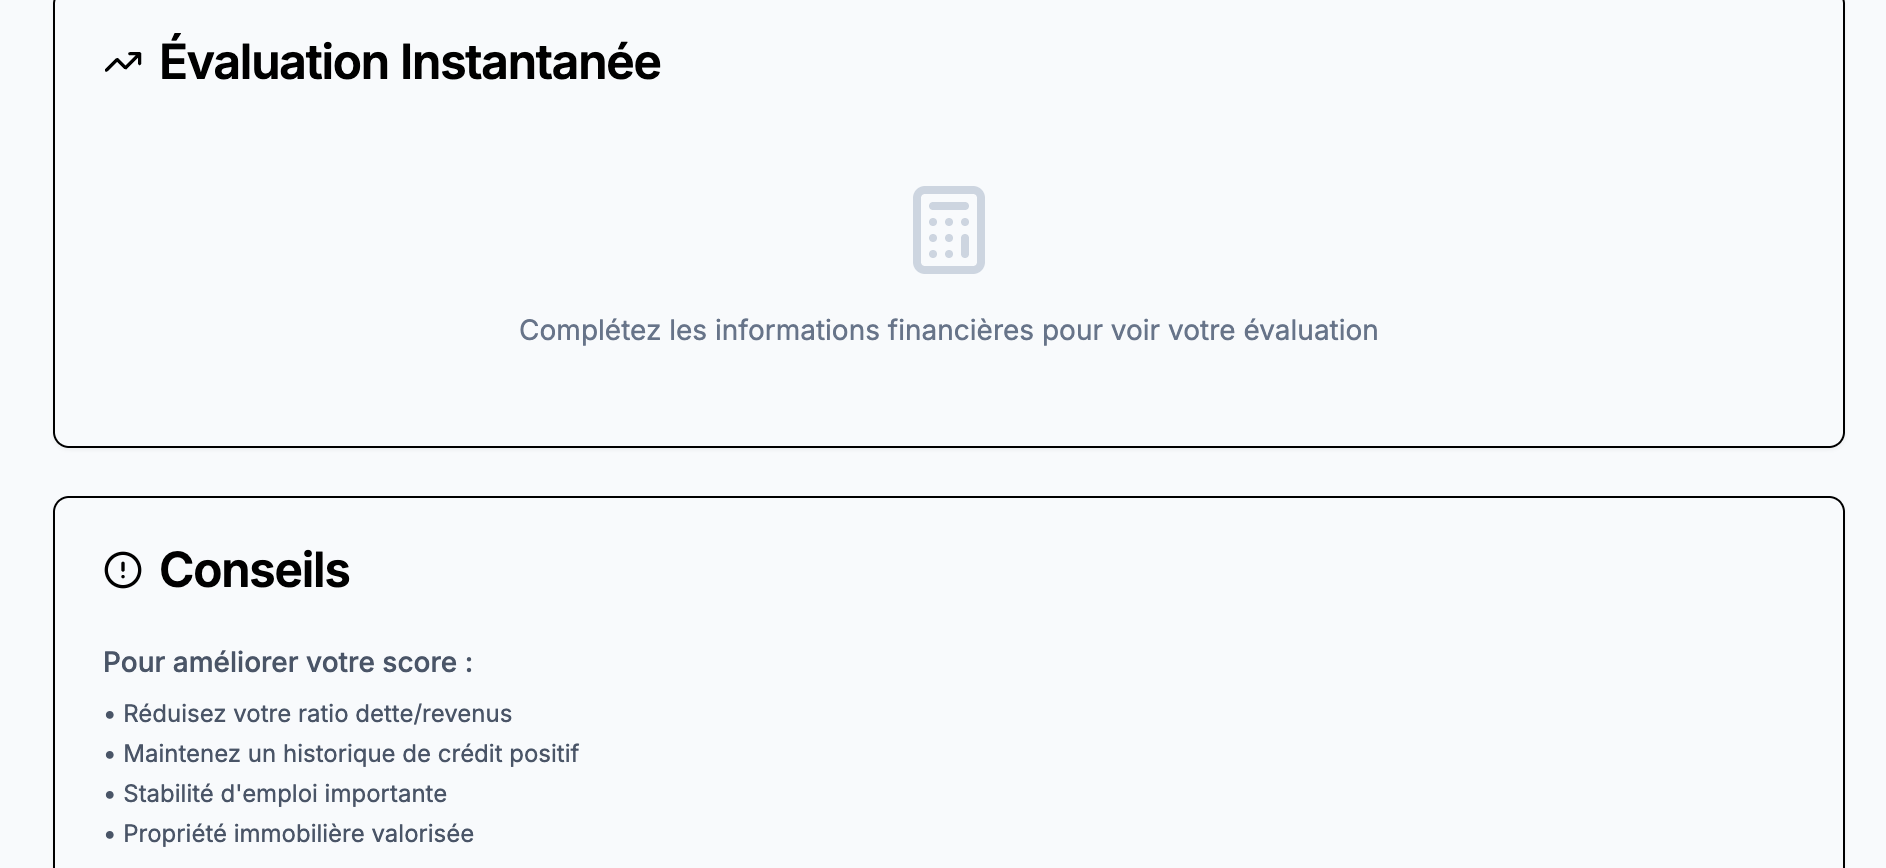 Évaluation Instantanée
Complétez les informations financières pour voir votre évaluation
Conseils
Pour améliorer votre score :
• Réduisez votre ratio dette/revenus
• Maintenez un historique de crédit positif
• Stabilité d'emploi importante
• Propriété immobilière valorisée